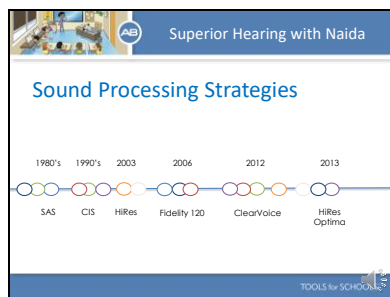 AB
Superior Hearing with Naida
Sound Processing Strategies
1980's 1990's 2003 2006 2012 2013
SAS CIS HiRes Fidelity 120 ClearVoice HiRes
Optima
TOOLS for SCHOOLS